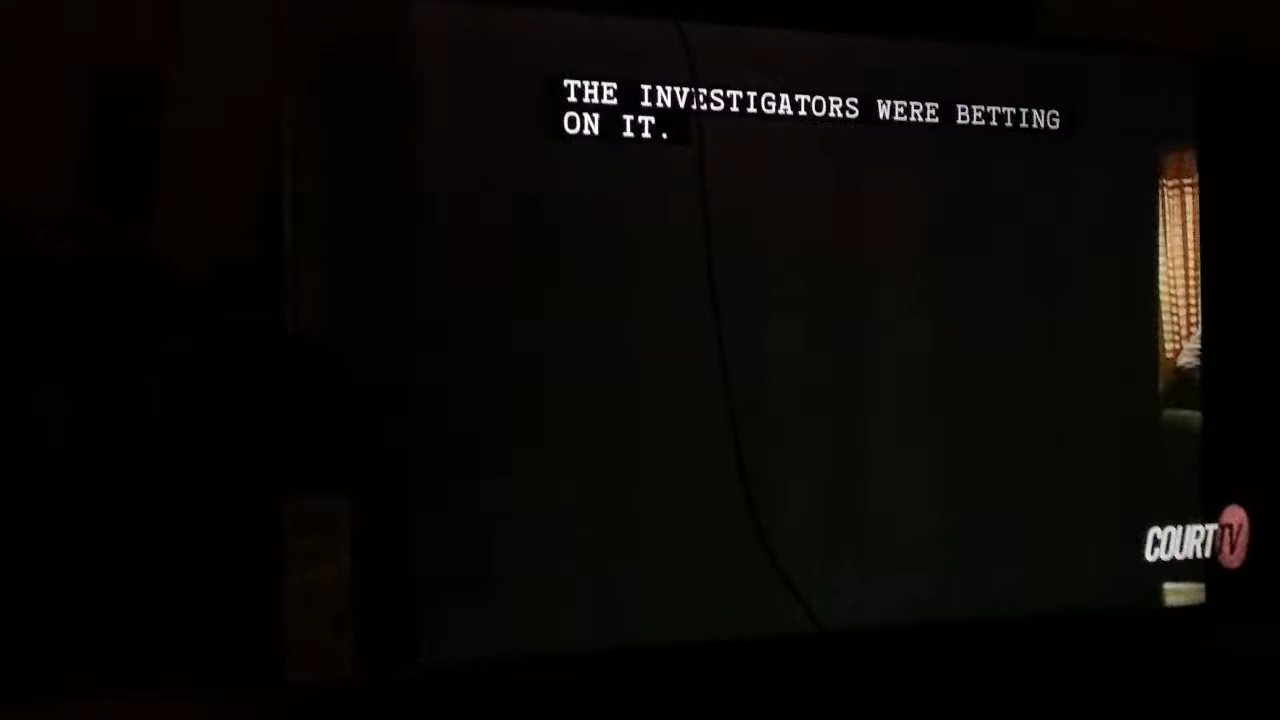 THE INVESTIGATORS WERE BETTING
ON IT.
COURT TV